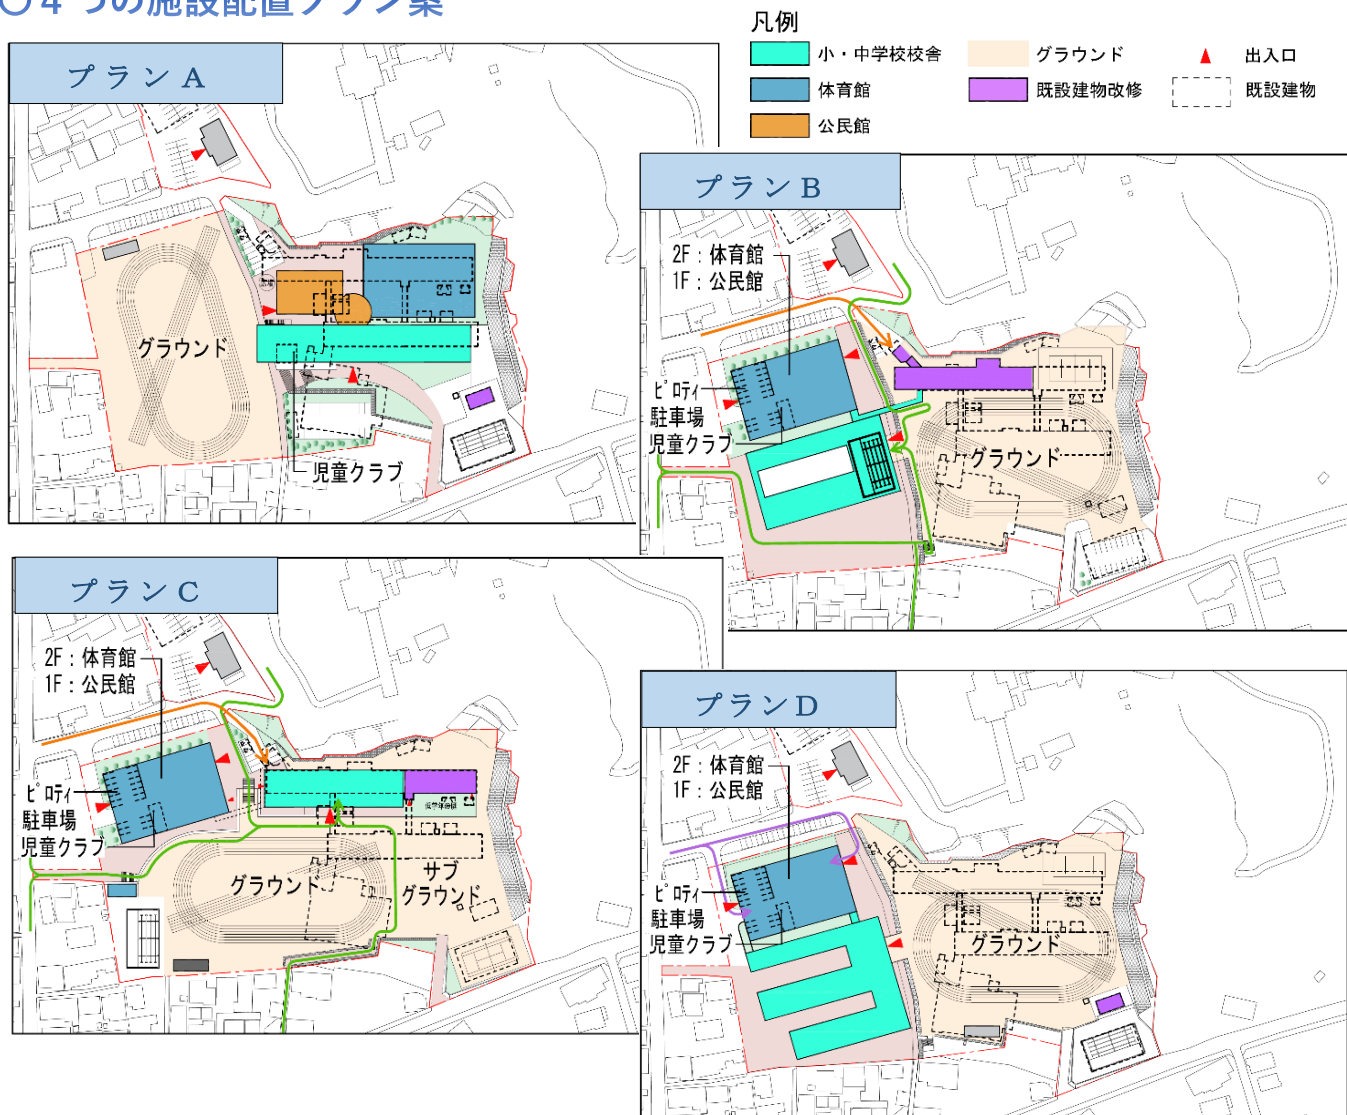 〇４つの施設配置プラン集
凡例
小・中学校校舎
グラウンド
出入口
体育館
既設建物改修
既設建物
公民館
プランＡ
グラウンド
児童クラブ
プランＢ
2F：体育館
1F：公民館
ピロティ
駐車場
児童クラブ
グラウンド
プランＣ
2F：体育館
1F：公民館
ピロティ
駐車場
児童クラブ
グラウンド
サブ
グラウンド
プランＤ
2F：体育館
1F：公民館
ピロティ
駐車場
児童クラブ
グラウンド